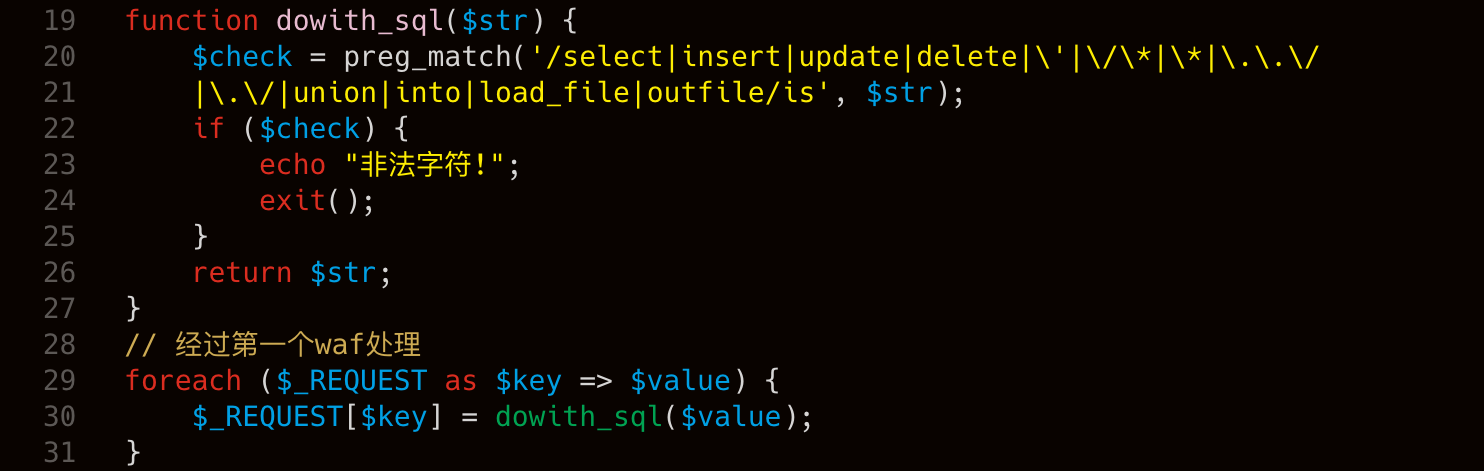 19 function dowith_sql($str) {
20     $check = preg_match('/select|insert|update|delete|\'|\/\*|\*|\.\.\/
21     |\.\/|union|into|load_file|outfile/is', $str);
22     if ($check) {
23         echo "非法字符!";
24         exit();
25     }
26     return $str;
27 }
28 // 经过第一个waf处理
29 foreach ($_REQUEST as $key => $value) {
30     $_REQUEST[$key] = dowith_sql($value);
31 }